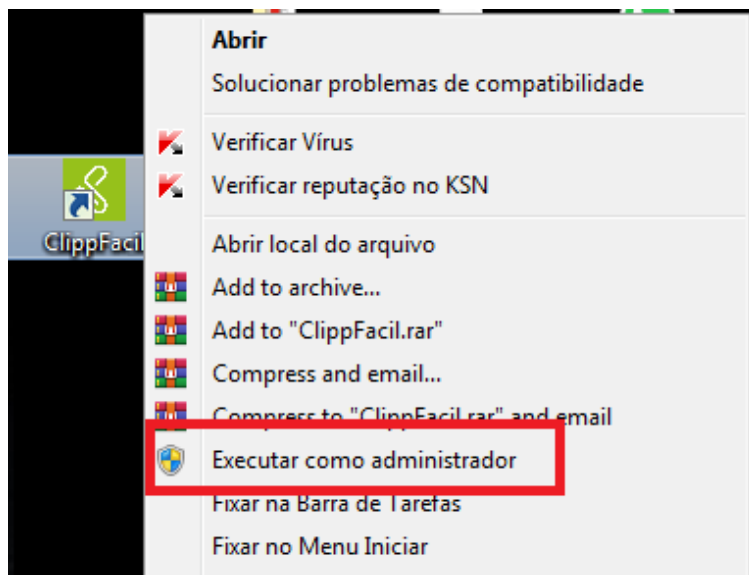 Abrir
Solucionar problemas de compatibilidade
Verificar Vírus
Verificar reputação no KSN
ClippFacil
Abrir local do arquivo
Add to archive...
Add to "ClippFacil.rar"
Compress and email...
Compress to "ClippFacil.rar" and email
Executar como administrador
Fixar na Barra de Tarefas
Fixar no Menu Iniciar